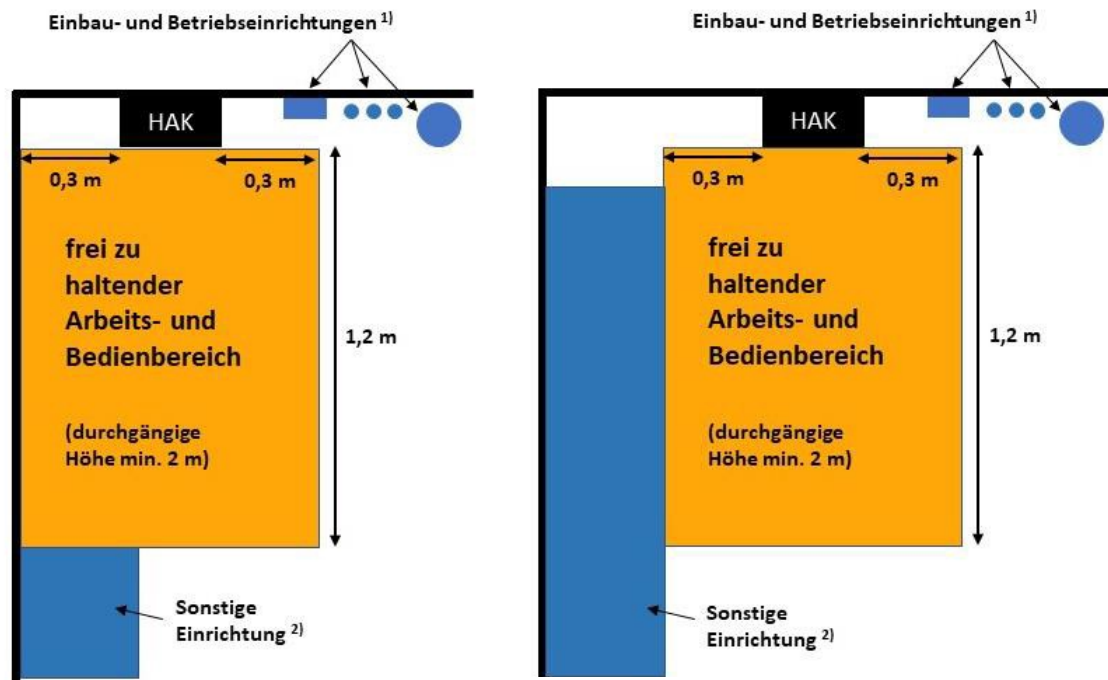 Einbau- und Betriebseinrichtungen 1)
HAK
0,3 m
0,3 m
frei zu
haltender
Arbeits- und
Bedienbereich
1,2 m
(durchgängige
Höhe min. 2 m)
Sonstige
Einrichtung 2)
Einbau- und Betriebseinrichtungen 1)
HAK
0,3 m
0,3 m
frei zu
haltender
Arbeits- und
Bedienbereich
1,2 m
(durchgängige
Höhe min. 2 m)
Sonstige
Einrichtung 2)